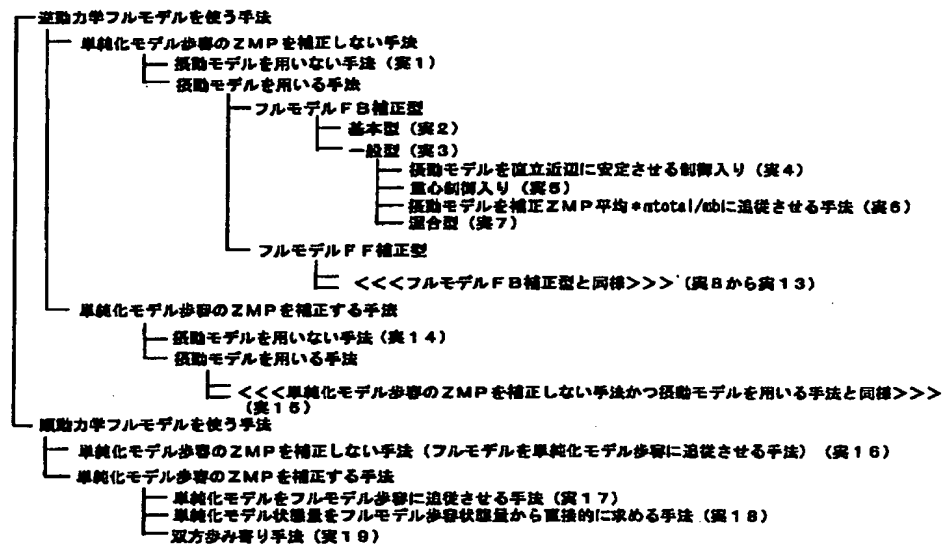 逆動力学フルモデルを使う手法
単純化モデル歩容のZMPを補正しない手法
摂動モデルを用いない手法（実1）
摂動モデルを用いる手法
フルモデルFB補正型
基本型（実2）
一般型（実3）
摂動モデルを直立近辺に安定させる制御入り（実4）
重心制御入り（実5）
摂動モデルを補正ZMP平均*mtotal/mbに追従させる手法（実6）
混合型（実7）
フルモデルFF補正型
<<<フルモデルFB補正型と同様>>>（実8から実13）
単純化モデル歩容のZMPを補正する手法
摂動モデルを用いない手法（実14）
摂動モデルを用いる手法
<<<単純化モデル歩容のZMPを補正しない手法かつ摂動モデルを用いる手法と同様>>>
（実15）
順動力学フルモデルを使う手法
単純化モデル歩容のZMPを補正しない手法（フルモデルを単純化モデル歩容に追従させる手法）（実16）
単純化モデル歩容のZMPを補正する手法
単純化モデルをフルモデル歩容に追従させる手法（実17）
単純化モデル状態量をフルモデル歩容状態量から直接的に求める手法（実18）
双方歩み寄り手法（実19）